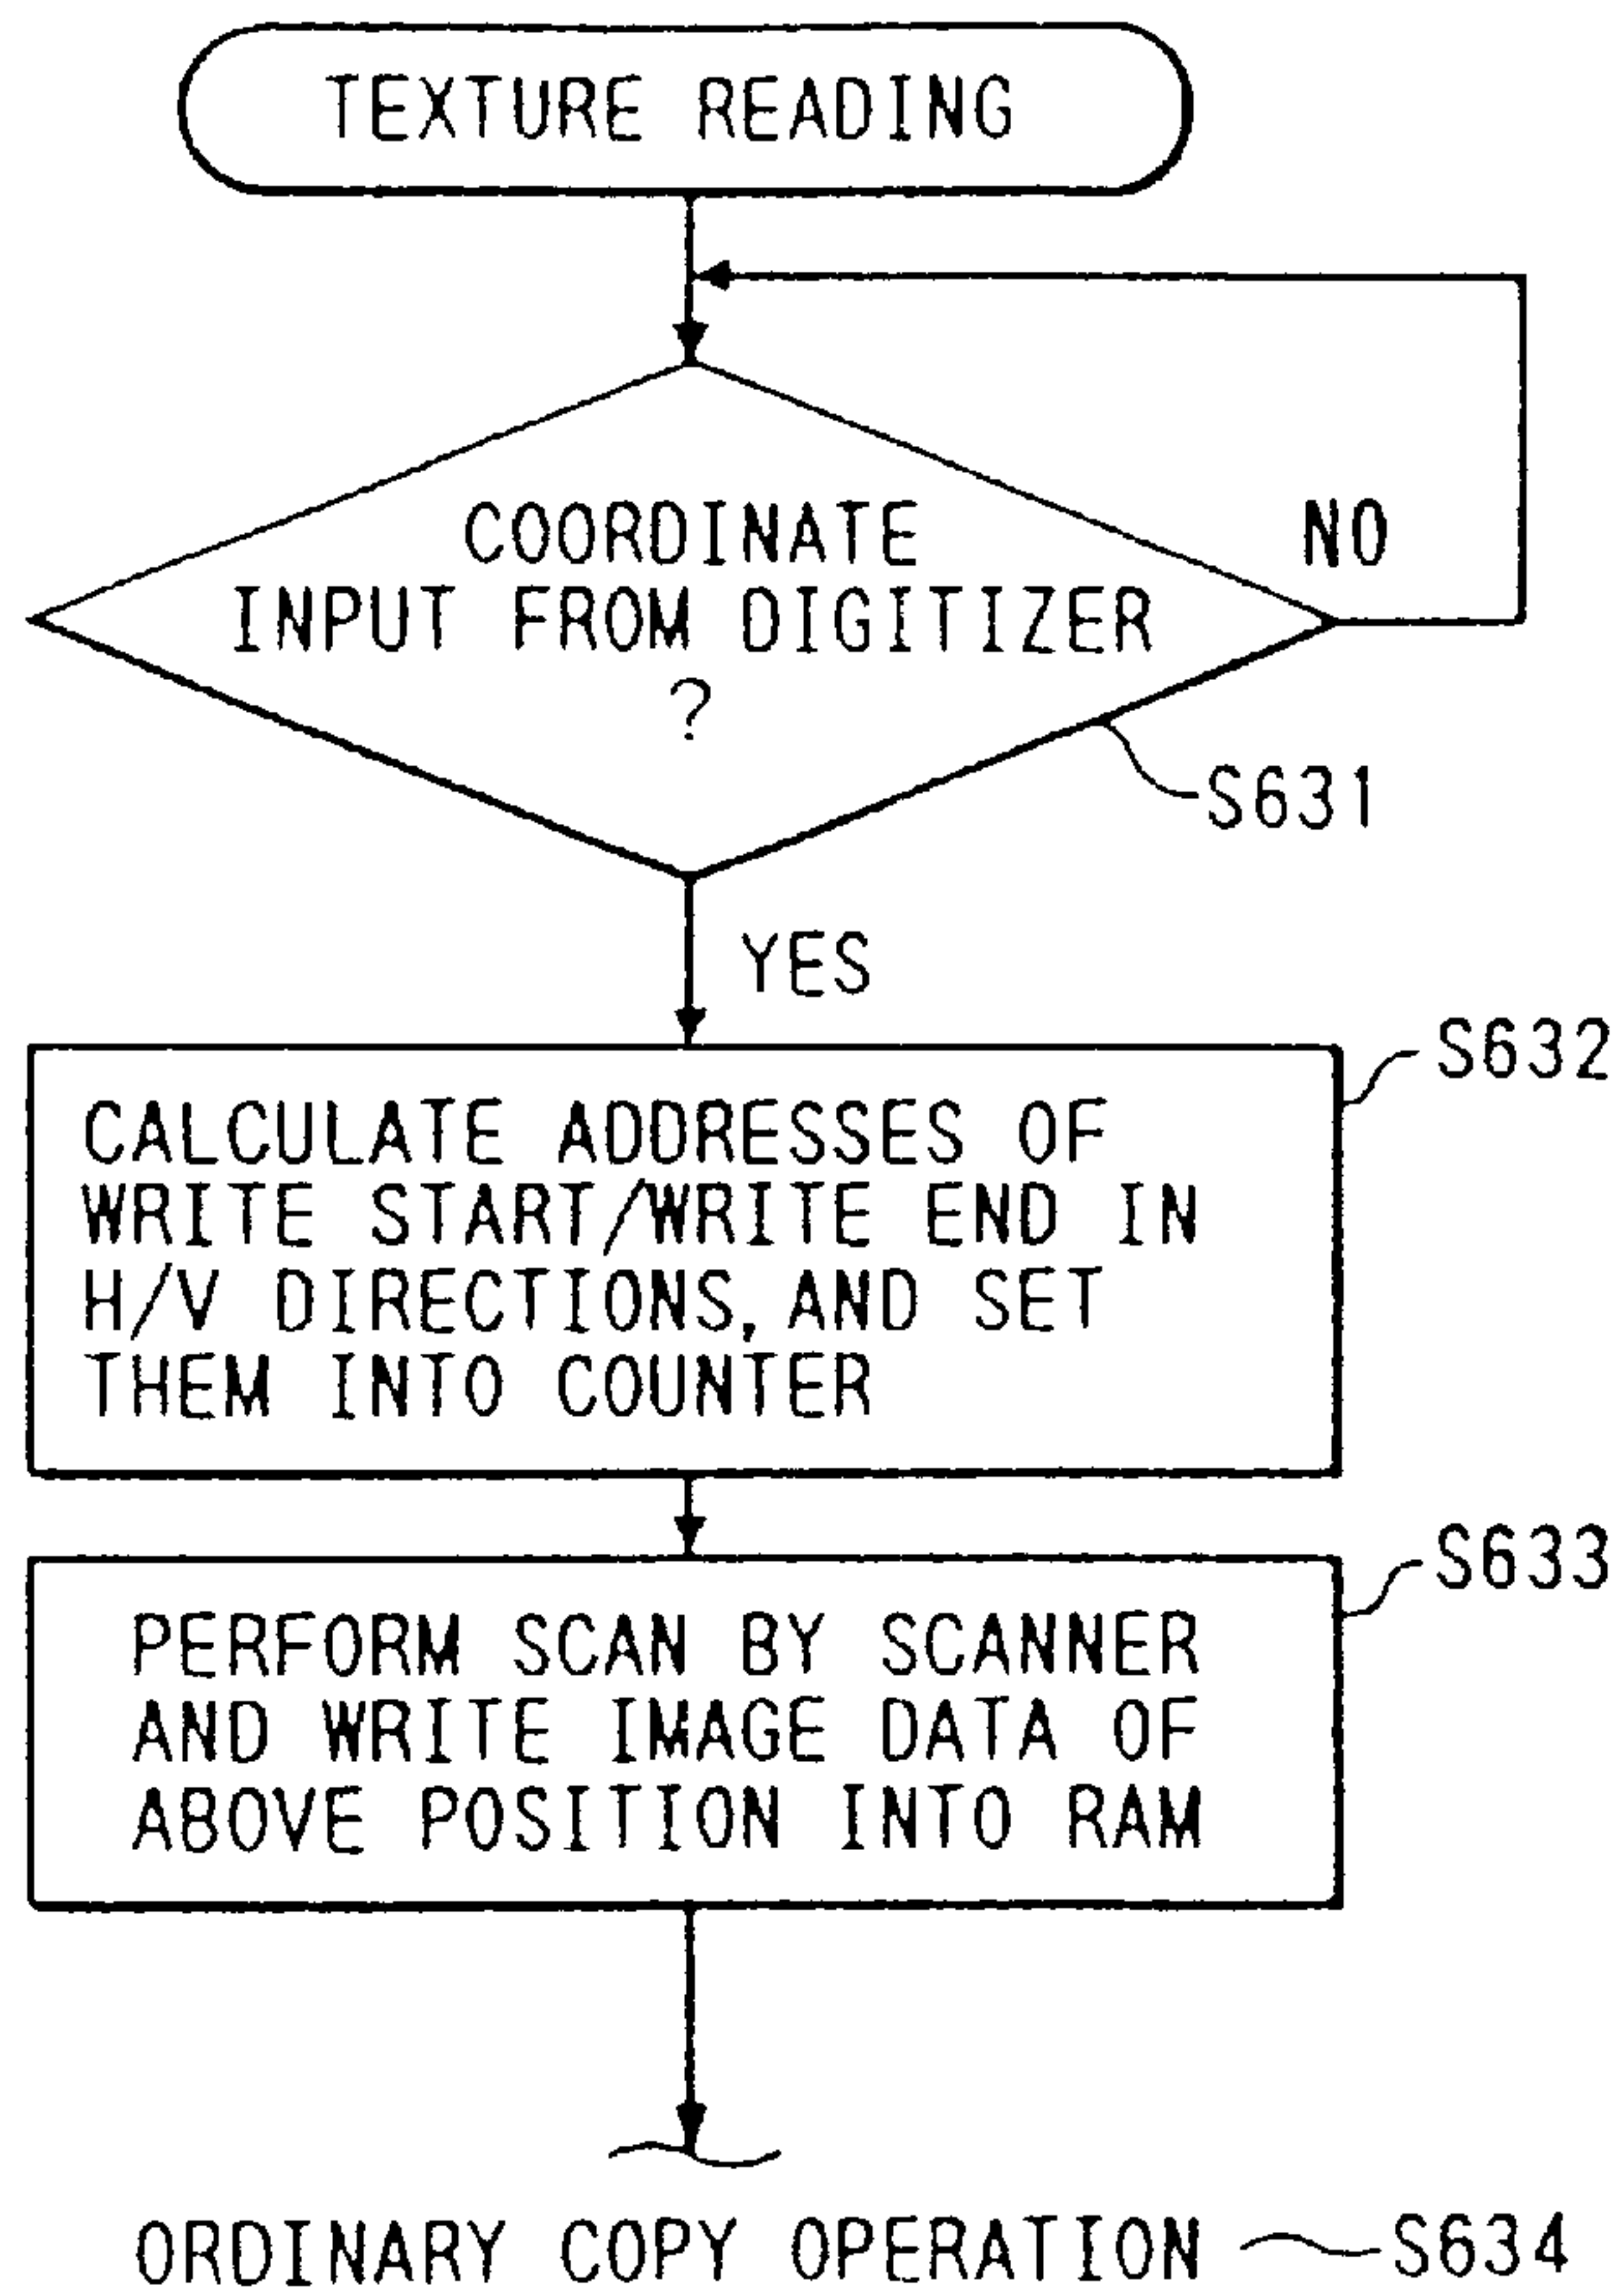 TEXTURE READING
COORDINATE
INPUT FROM DIGITIZER
?
NO
S631
YES
S632
CALCULATE ADDRESSES OF
WRITE START/WRITE END IN
H/V DIRECTIONS, AND SET
THEM INTO COUNTER
S633
PERFORM SCAN BY SCANNER
AND WRITE IMAGE DATA OF
ABOVE POSITION INTO RAM
ORDINARY COPY OPERATION S634